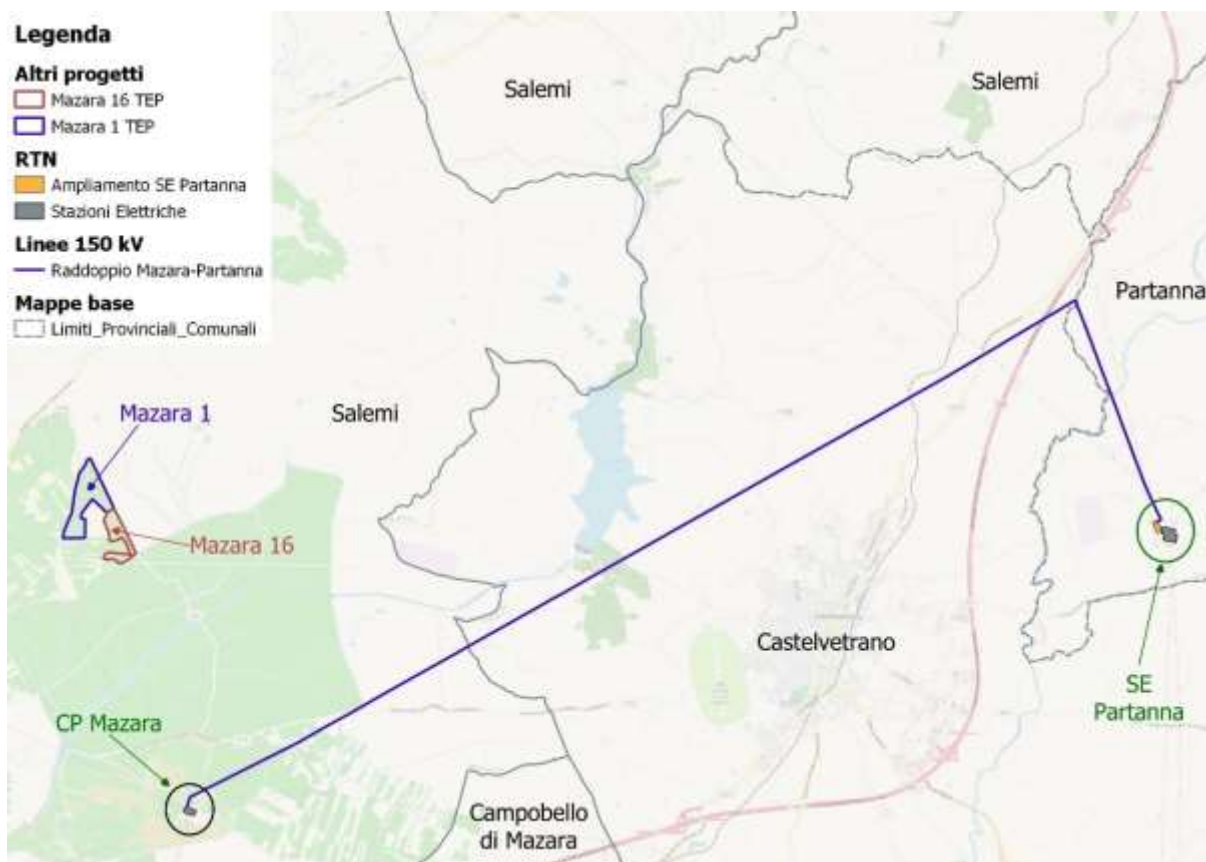 Legenda
Altri progetti
Mazara 16 TEP
Mazara 1 TEP
RTN
Ampliamento SE Partanna
Stazioni Elettriche
Linee 150 kV
Raddoppio Mazara-Partanna
Mappe base
Limiti_Provinciali_Comunali
Salemi
Salemi
Partanna
Mazara 1
Salemi
Mazara 16
Castelvetrano
SE
Partanna
CP Mazara
Campobello
di Mazara